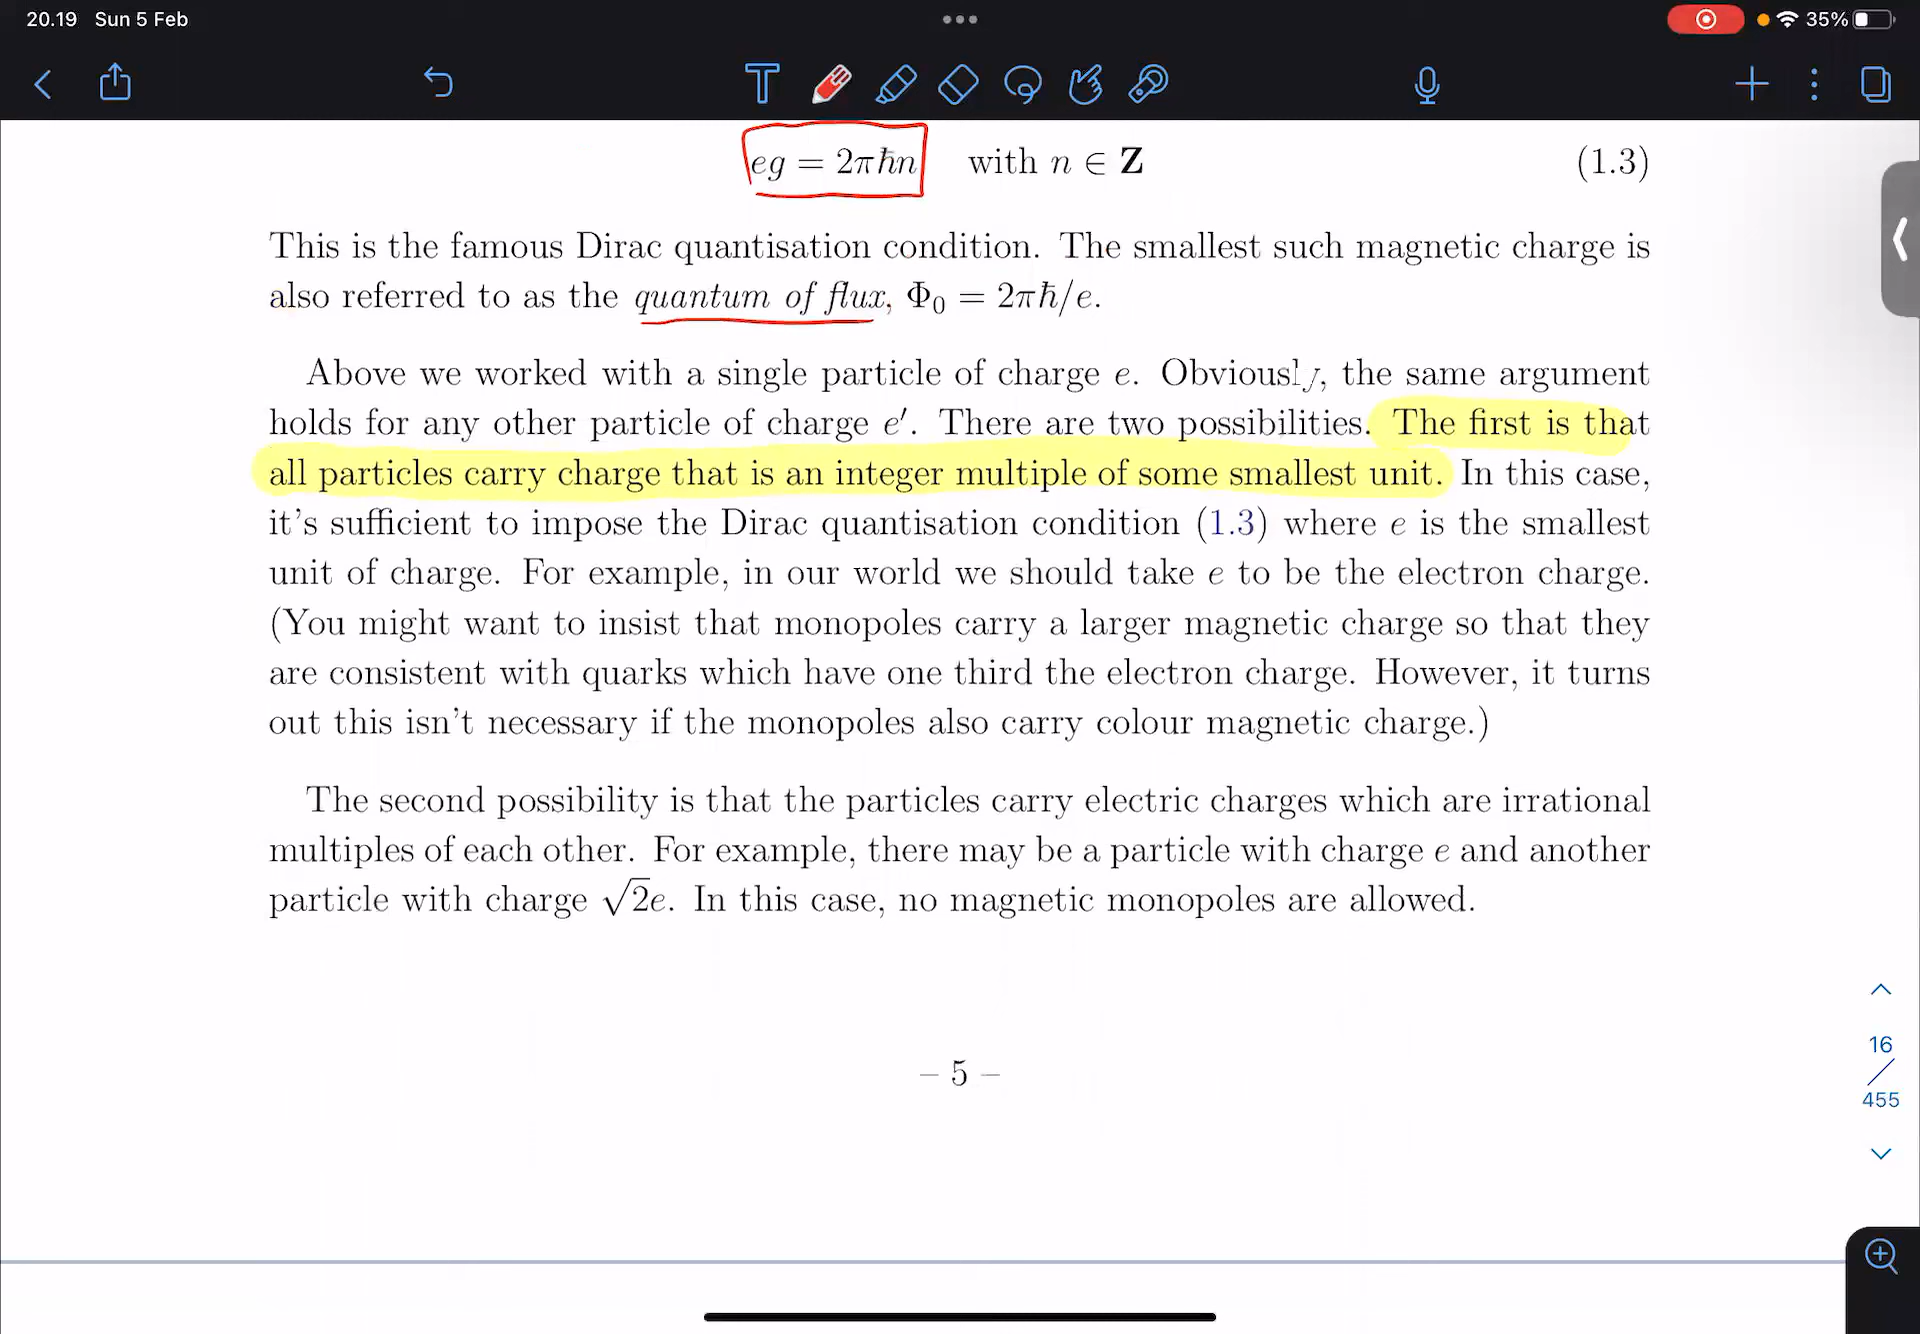 20.19 Sun 5 Feb
35%
eg = 2πħn with n ∈ Z (1.3)
This is the famous Dirac quantisation condition. The smallest such magnetic charge is
also referred to as the quantum of flux, Φ₀ = 2πħ/e.
Above we worked with a single particle of charge e. Obviously, the same argument
holds for any other particle of charge e′. There are two possibilities. The first is that
all particles carry charge that is an integer multiple of some smallest unit. In this case,
it's sufficient to impose the Dirac quantisation condition (1.3) where e is the smallest
unit of charge. For example, in our world we should take e to be the electron charge.
(You might want to insist that monopoles carry a larger magnetic charge so that they
are consistent with quarks which have one third the electron charge. However, it turns
out this isn't necessary if the monopoles also carry colour magnetic charge.)
The second possibility is that the particles carry electric charges which are irrational
multiples of each other. For example, there may be a particle with charge e and another
particle with charge √2e. In this case, no magnetic monopoles are allowed.
– 5 –
16
/
455